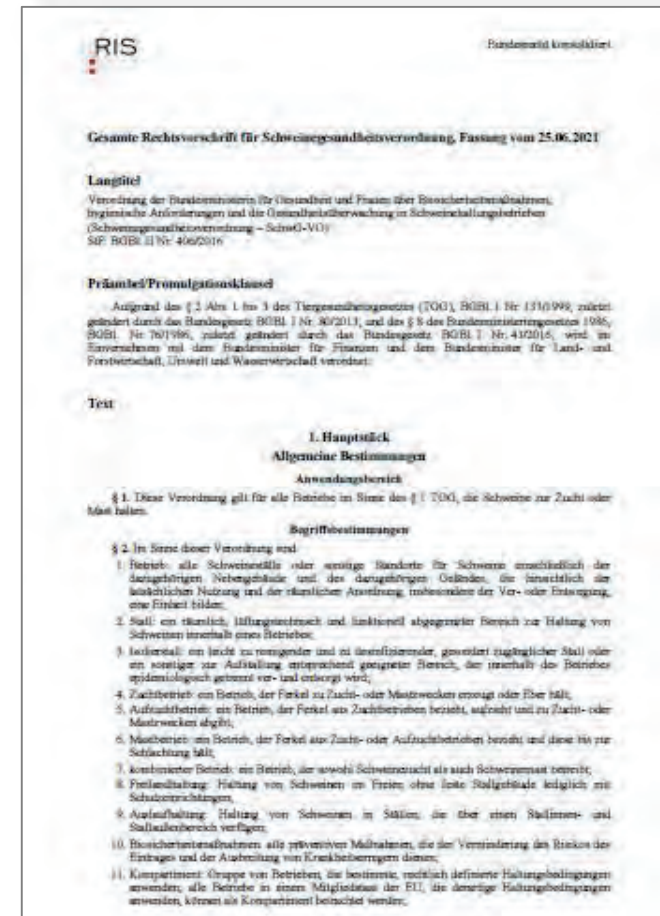 RIS
Bundesrecht konsolidiert
Gesamte Rechtsvorschrift für Schweinegesundheitsverordnung, Fassung vom 25.06.2021
Langtitel
Verordnung der Bundesministerin für Gesundheit und Frauen über Biosicherheitsmaßnahmen,
hygienische Anforderungen und die Gesundheitsüberwachung in Schweinehaltungsbetrieben
(Schweinegesundheitsverordnung – SchwG-VO)
StF: BGBl. II Nr. 406/2016
Präambel/Promulgationsklausel
Aufgrund des § 2 Abs 1 bis 3 des Tiergesundheitsgesetzes (TGG), BGBl. I Nr. 133/1999, zuletzt
geändert durch das Bundesgesetz BGBl. I Nr. 80/2013, und des § 8 des Bundesministeriengesetzes 1986,
BGBl. Nr. 76/1986, zuletzt geändert durch das Bundesgesetz BGBl. I Nr. 41/2016, wird im
Einvernehmen mit dem Bundesminister für Finanzen und dem Bundesminister für Land- und
Forstwirtschaft, Umwelt und Wasserwirtschaft verordnet:
Text
1. Hauptstück
Allgemeine Bestimmungen
Anwendungsbereich
§ 1. Diese Verordnung gilt für alle Betriebe im Sinne des § 1 TGG, die Schweine zur Zucht oder
Mast halten.
Begriffsbestimmungen
§ 2. Im Sinne dieser Verordnung sind
1. Betrieb: alle Schweineställe oder sonstige Standorte für Schweine einschließlich der
dazugehörigen Nebengebäude und des dazugehörigen Geländes, die hinsichtlich der
tatsächlichen Nutzung und der räumlichen Anordnung, insbesondere der Ver- oder Entsorgung,
eine Einheit bilden;
2. Stall: ein räumlich, lüftungstechnisch und funktionell abgegrenzter Bereich zur Haltung von
Schweinen innerhalb eines Betriebes;
3. Isolierstall: ein leicht zu reinigender und zu desinfizierender, gesondert zugänglicher Stall oder
ein sonstiger zur Aufstallung entsprechend geeigneter Bereich, der innerhalb des Betriebes
epidemiologisch getrennt ver- und entsorgt wird;
4. Zuchtbetrieb: ein Betrieb, der Ferkel zu Zucht- oder Mastzwecken erzeugt oder Eber hält;
5. Aufzuchtbetrieb: ein Betrieb, der Ferkel aus Zuchtbetrieben bezieht, aufzieht und zu Zucht- oder
Mastzwecken abgibt;
6. Mastbetrieb: ein Betrieb, der Ferkel aus Zucht- oder Aufzuchtbetrieben bezieht und diese bis zur
Schlachtung hält;
7. kombinierter Betrieb: ein Betrieb, der sowohl Schweinezucht als auch Schweinemast betreibt;
8. Freilandhaltung: Haltung von Schweinen im Freien ohne feste Stallgebäude lediglich mit
Schutzeinrichtungen;
9. Auslaufhaltung: Haltung von Schweinen in Ställen, die über einen Stallinnen- und
Stallaußenbereich verfügen;
10. Biosicherheitsmaßnahmen: alle präventiven Maßnahmen, die der Verminderung des Risikos des
Eintrages und der Ausbreitung von Krankheitserregern dienen;
11. Kompartiment: Gruppe von Betrieben, die bestimmte, rechtlich definierte Haltungsbedingungen
anwenden; alle Betriebe in einem Mitgliedstaat der EU, die derartige Haltungsbedingungen
anwenden, können als Kompartiment betrachtet werden;